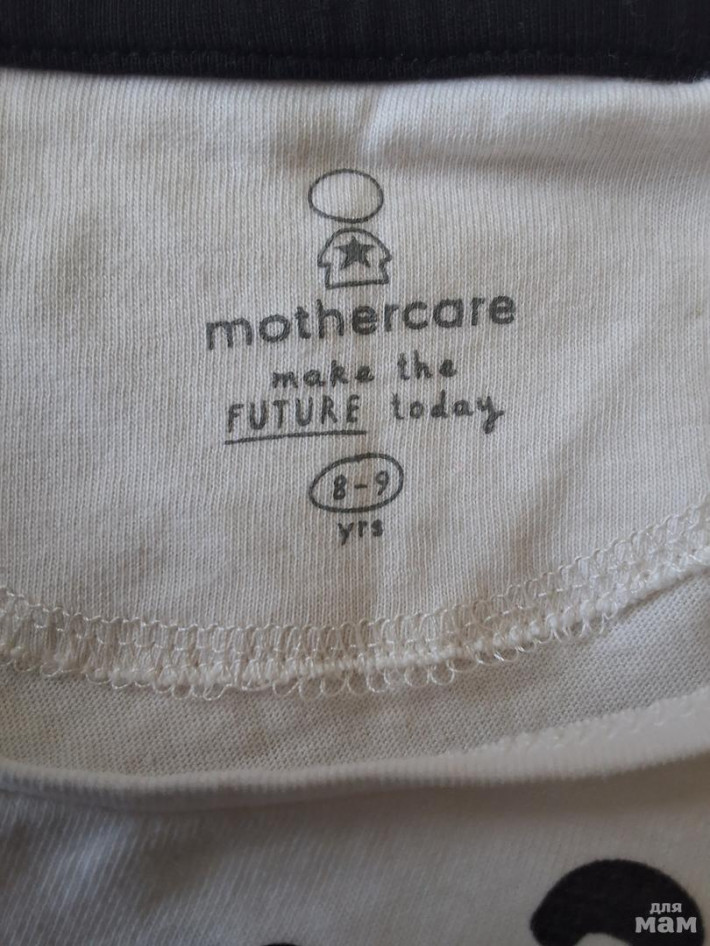 mothercare
make the
FUTURE today
8-9
yrs
для
мам